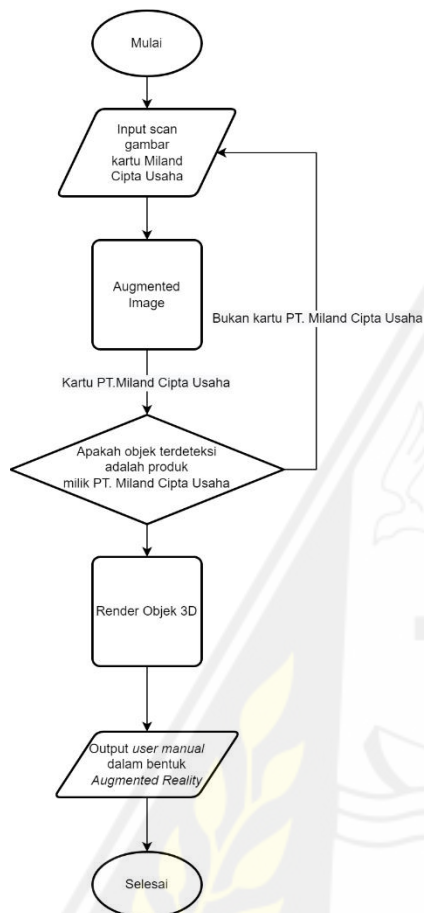 Mulai
Input scan
gambar
kartu Miland
Cipta Usaha
Augmented
Image
Bukan kartu PT. Miland Cipta Usaha
Kartu PT.Miland Cipta Usaha
Apakah objek terdeteksi
adalah produk
milik PT. Miland Cipta Usaha
Render Objek 3D
Output user manual
dalam bentuk
Augmented Reality
Selesai